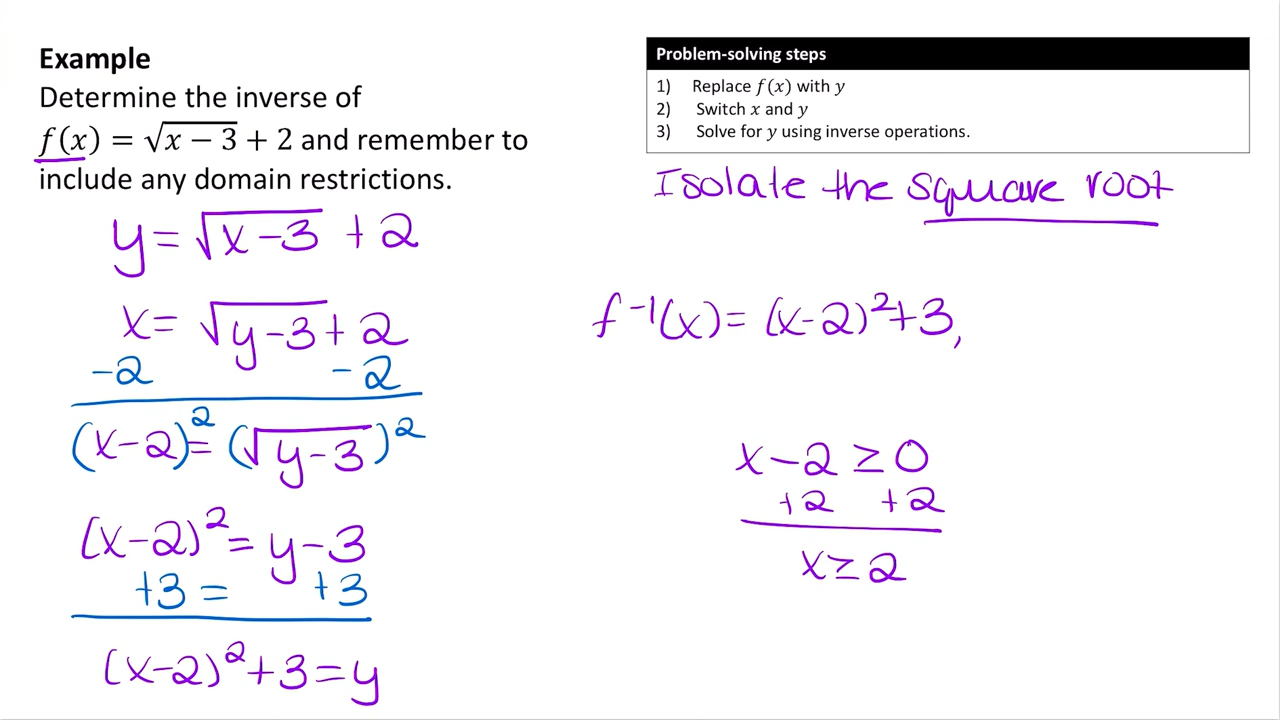 Example
Determine the inverse of
f(x) = √(x − 3) + 2 and remember to
include any domain restrictions.
y = √(x-3) + 2
x = √(y-3) + 2
-2 -2
(x-2)² = (√(y-3))²
(x-2)² = y-3
+3 = +3
(x-2)² + 3 = y
Problem-solving steps
1) Replace f(x) with y
2) Switch x and y
3) Solve for y using inverse operations.
Isolate the square root
f⁻¹(x) = (x-2)² + 3,
x - 2 ≥ 0
+2 +2
x ≥ 2